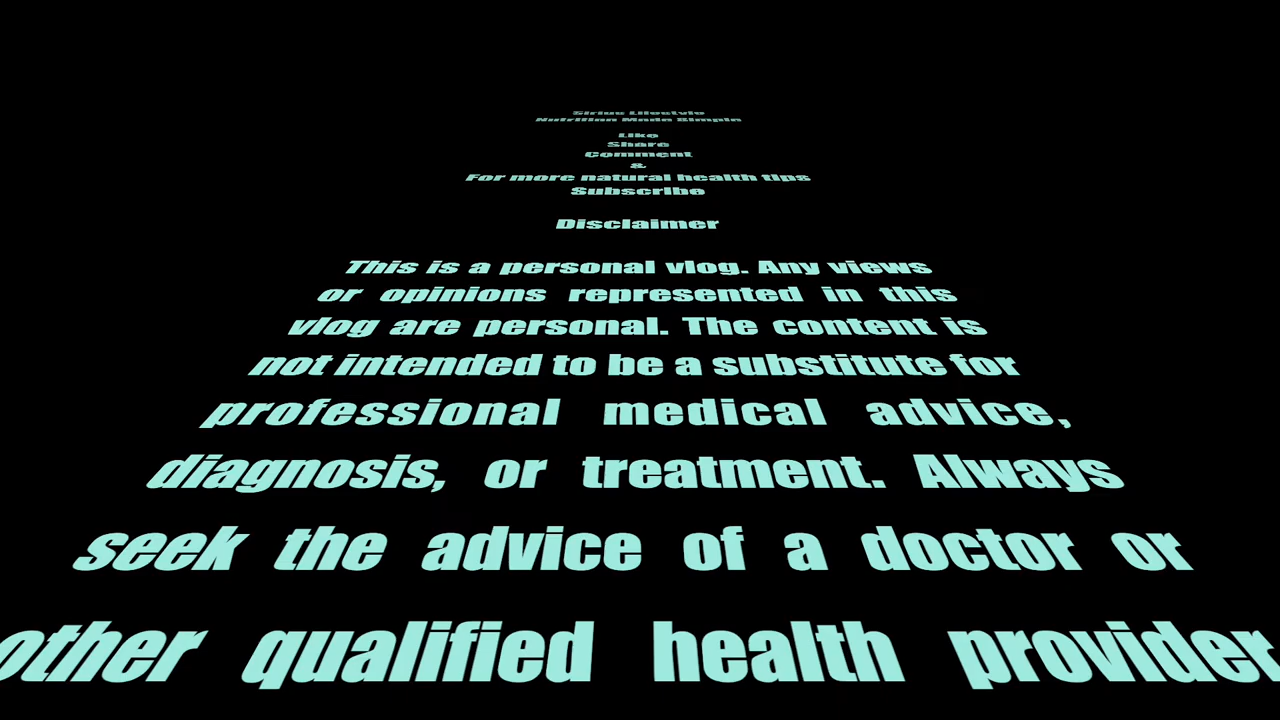 Sirius Lifestyle
Nutrition Made Simple
Like
Share
Comment
&
For more natural health tips
Subscribe
Disclaimer
This is a personal vlog. Any views
or opinions represented in this
vlog are personal. The content is
not intended to be a substitute for
professional medical advice,
diagnosis, or treatment. Always
seek the advice of a doctor or
other qualified health provider